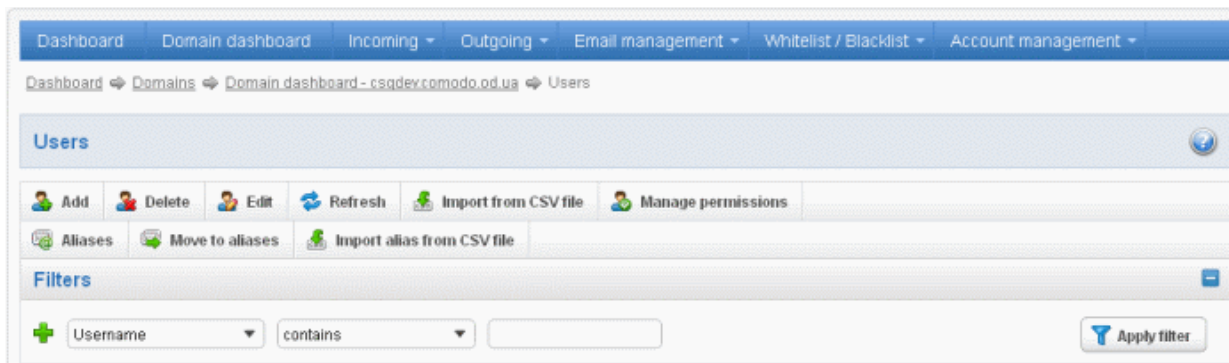 Dashboard Domain dashboard Incoming Outgoing Email management Whitelist / Blacklist Account management
Dashboard Domains Domain dashboard - csqdev.comodo.od.ua Users
Users
Add Delete Edit Refresh Import from CSV file Manage permissions
Aliases Move to aliases Import alias from CSV file
Filters
Username contains Apply filter